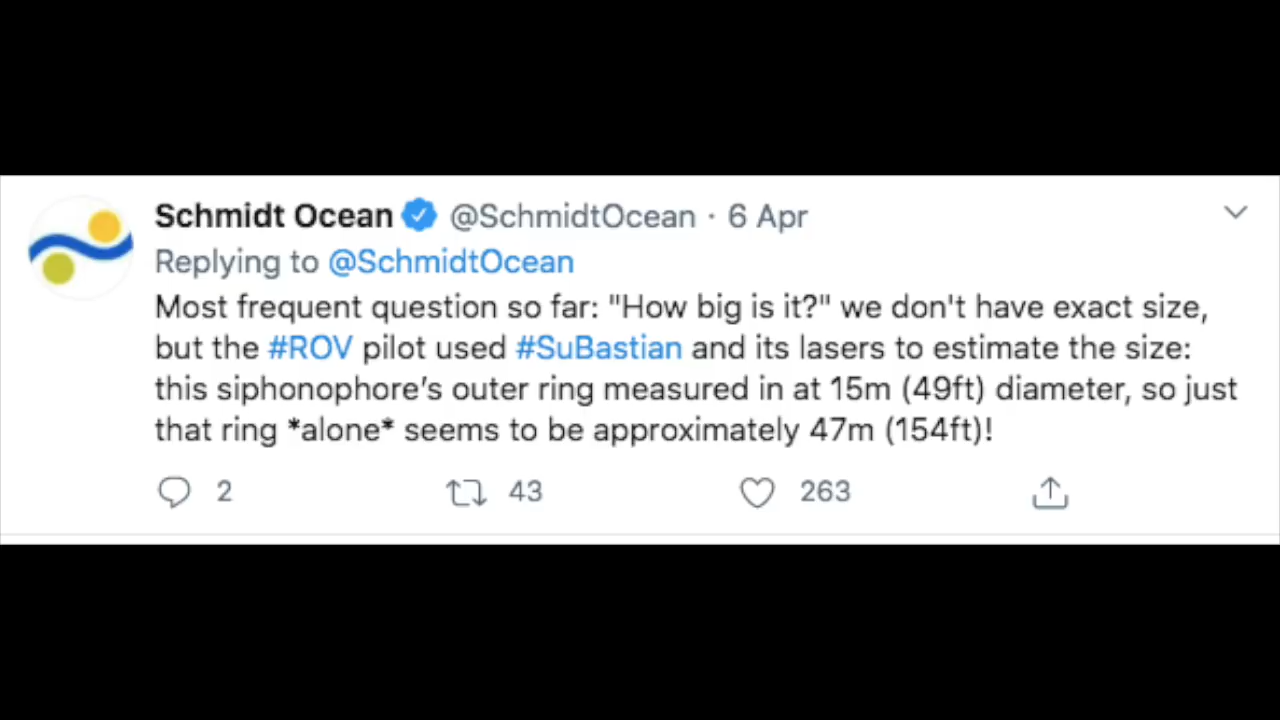 Schmidt Ocean @SchmidtOcean · 6 Apr
Replying to @SchmidtOcean
Most frequent question so far: "How big is it?" we don't have exact size,
but the #ROV pilot used #SuBastian and its lasers to estimate the size:
this siphonophore’s outer ring measured in at 15m (49ft) diameter, so just
that ring *alone* seems to be approximately 47m (154ft)!
2 43 263